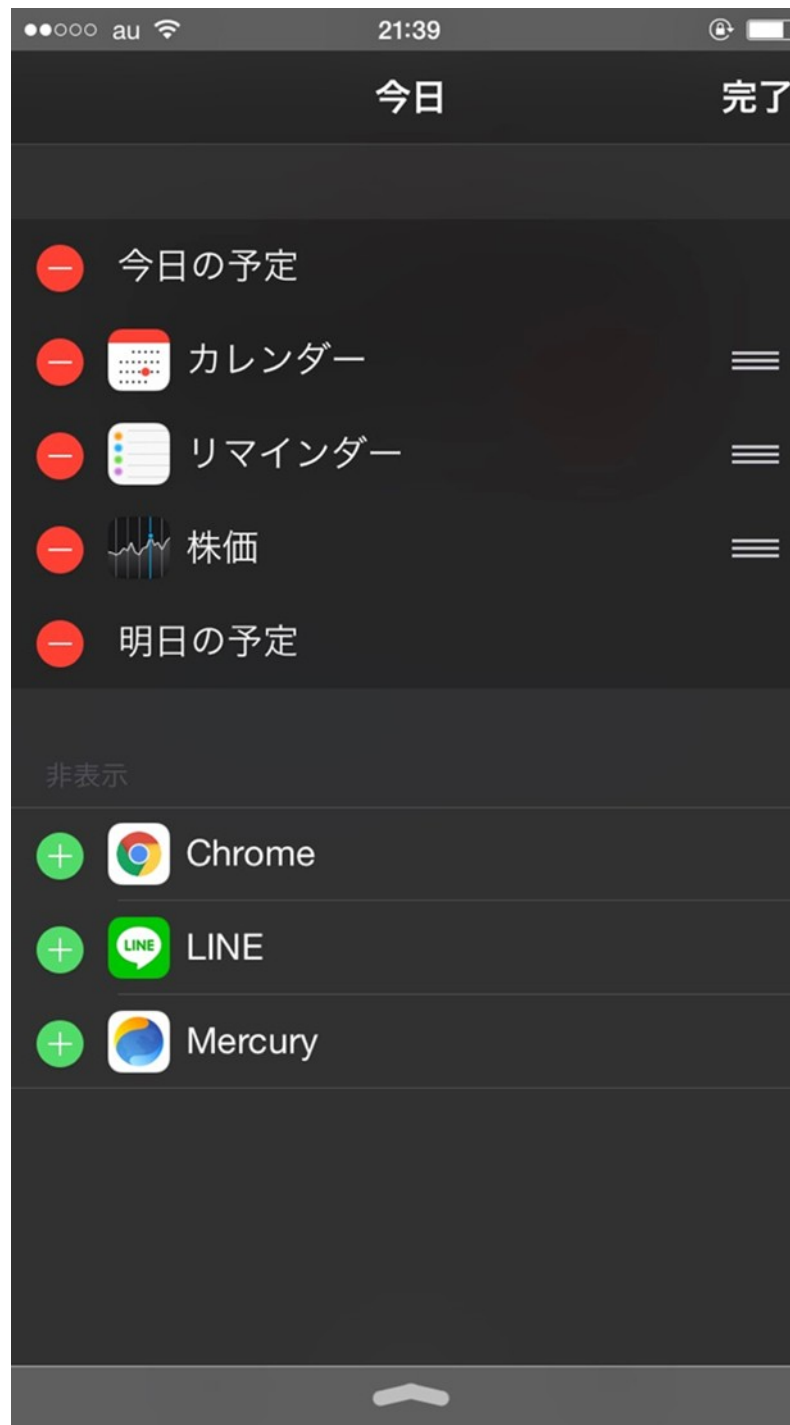 au 21:39
今日 完了
今日の予定
カレンダー
リマインダー
株価
明日の予定
非表示
Chrome
LINE LINE
Mercury